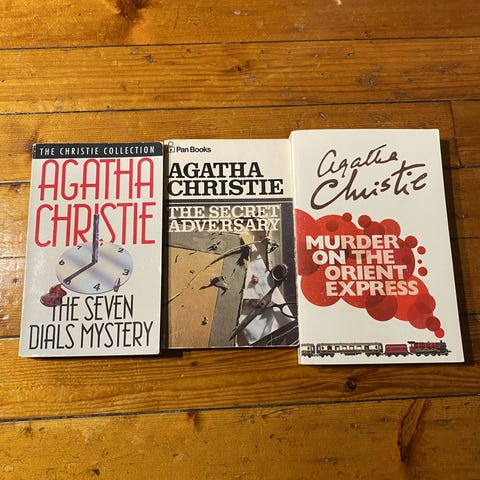 THE CHRISTIE COLLECTION
AGATHA
CHRISTIE
THE SEVEN
DIALS MYSTERY
Pan Books
AGATHA
CHRISTIE
THE SECRET
ADVERSARY
Agatha
Christie
MURDER
ON THE
ORIENT
EXPRESS